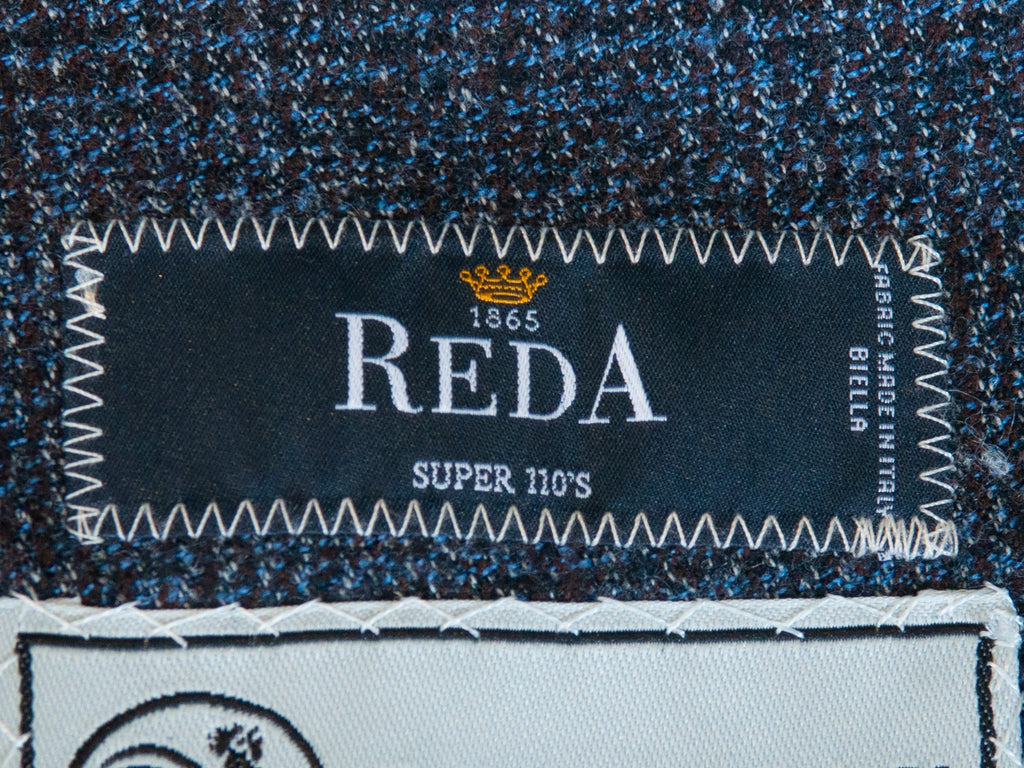 1865
REDA
SUPER 110'S
FABRIC MADE IN ITALY
BIELLA